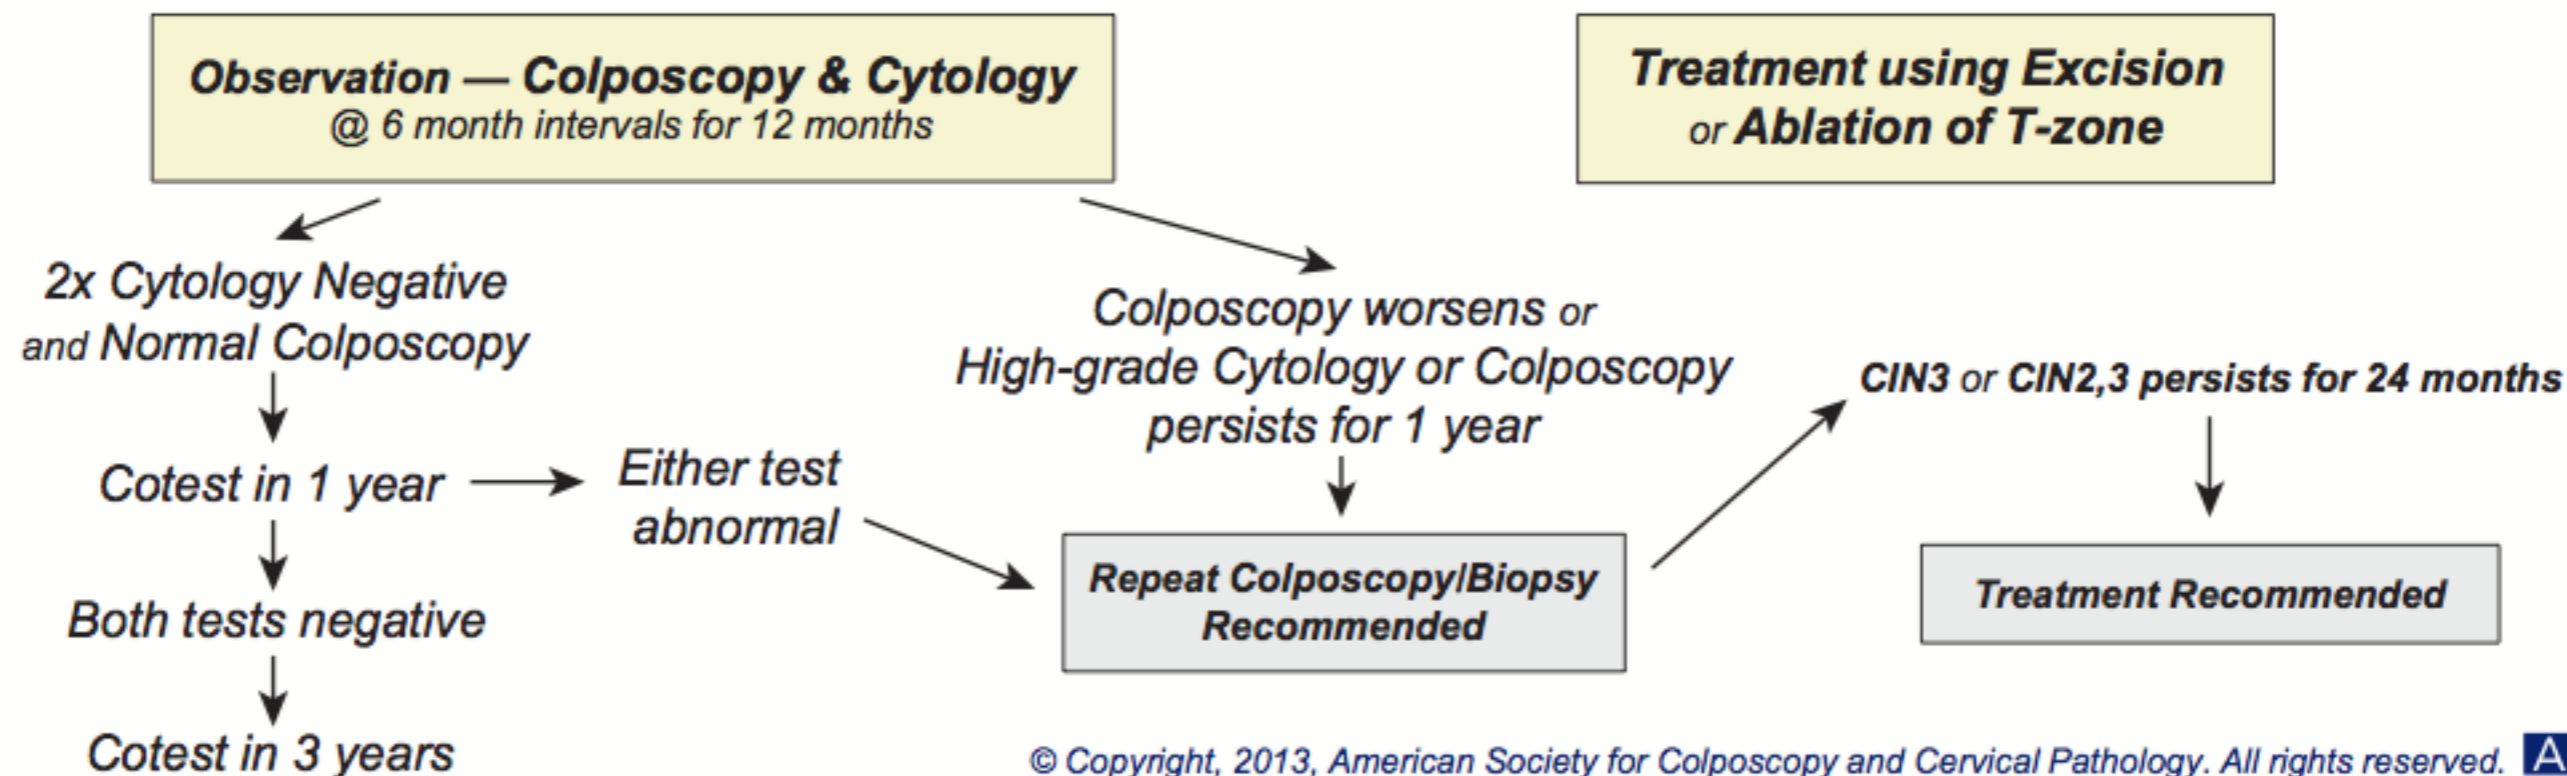 Observation — Colposcopy & Cytology
@ 6 month intervals for 12 months
Treatment using Excision
or Ablation of T-zone
2x Cytology Negative
and Normal Colposcopy
Colposcopy worsens or
High-grade Cytology or Colposcopy
persists for 1 year
CIN3 or CIN2,3 persists for 24 months
Cotest in 1 year
Either test
abnormal
Repeat Colposcopy/Biopsy
Recommended
Treatment Recommended
Both tests negative
Cotest in 3 years
© Copyright, 2013, American Society for Colposcopy and Cervical Pathology. All rights reserved.
A